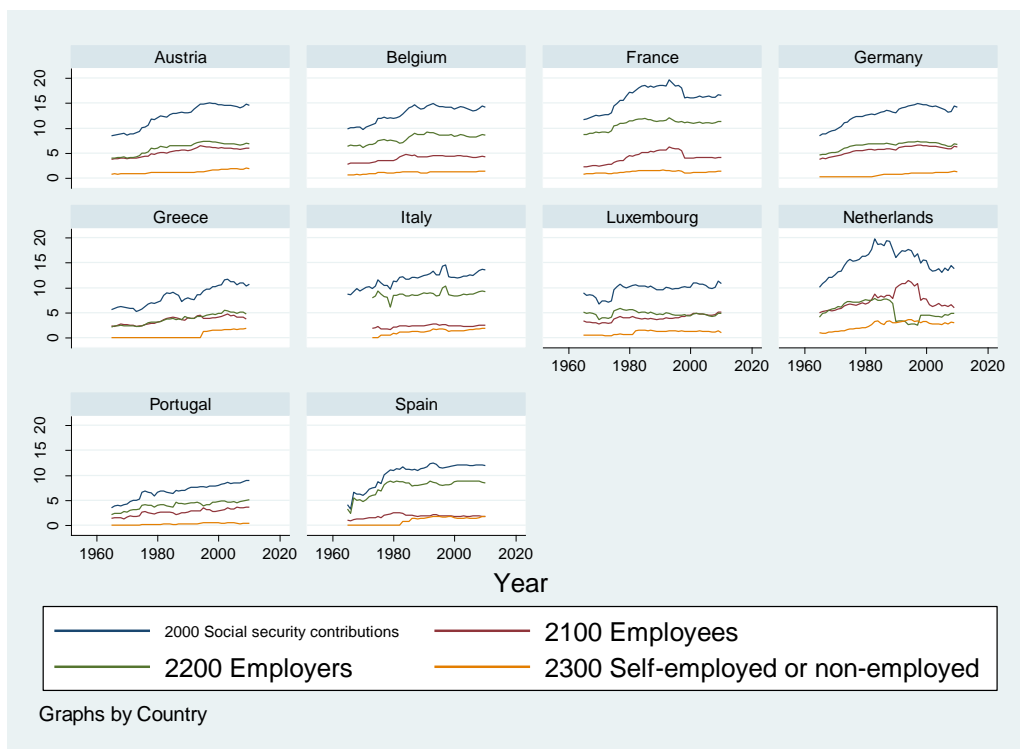 Austria Belgium France Germany
20
15
10
5
0
Greece Italy Luxembourg Netherlands
20
15
10
5
0
1960 1980 2000 2020 1960 1980 2000 2020
Portugal Spain
20
15
10
5
0
1960 1980 2000 2020 1960 1980 2000 2020
Year
2000 Social security contributions 2100 Employees
2200 Employers 2300 Self-employed or non-employed
Graphs by Country